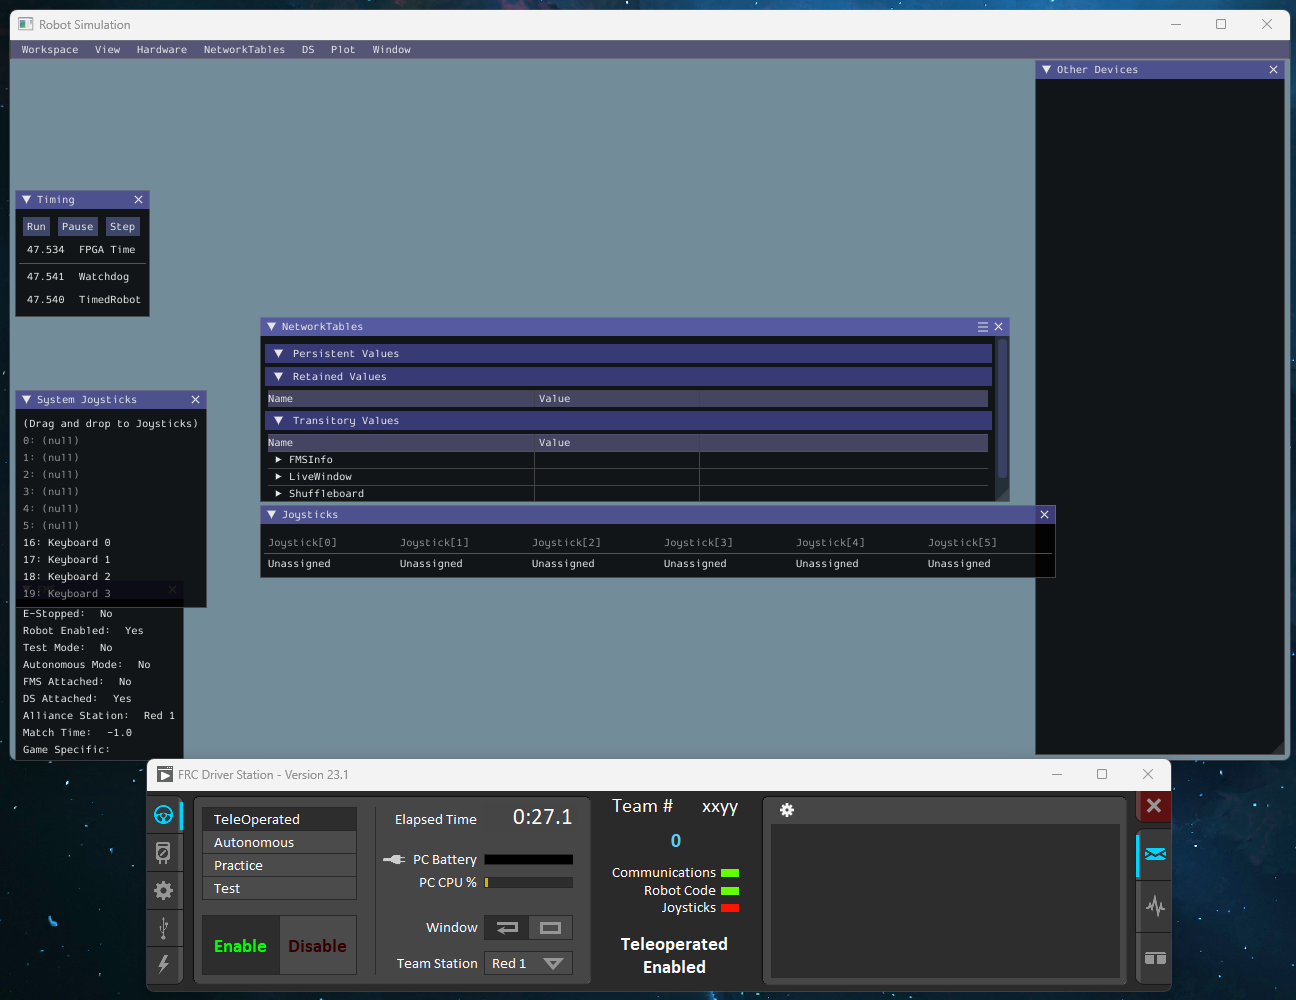 Robot Simulation
Workspace View Hardware NetworkTables DS Plot Window
Other Devices
Timing
Run Pause Step
47.534 FPGA Time
47.541 Watchdog
47.540 TimedRobot
NetworkTables
Persistent Values
Retained Values
Name Value
Transitory Values
Name Value
FMSInfo
LiveWindow
Shuffleboard
System Joysticks
(Drag and drop to Joysticks)
0: (null)
1: (null)
2: (null)
3: (null)
4: (null)
5: (null)
16: Keyboard 0
17: Keyboard 1
18: Keyboard 2
19: Keyboard 3
Joysticks
Joystick[0] Joystick[1] Joystick[2] Joystick[3] Joystick[4] Joystick[5]
Unassigned Unassigned Unassigned Unassigned Unassigned Unassigned
E-Stopped: No
Robot Enabled: Yes
Test Mode: No
Autonomous Mode: No
FMS Attached: No
DS Attached: Yes
Alliance Station: Red 1
Match Time: -1.0
Game Specific:
FRC Driver Station - Version 23.1
TeleOperated
Autonomous
Practice
Test
Enable Disable
Elapsed Time 0:27.1
PC Battery
PC CPU %
Window
Team Station Red 1
Team # xxyy
0
Communications
Robot Code
Joysticks
Teleoperated
Enabled